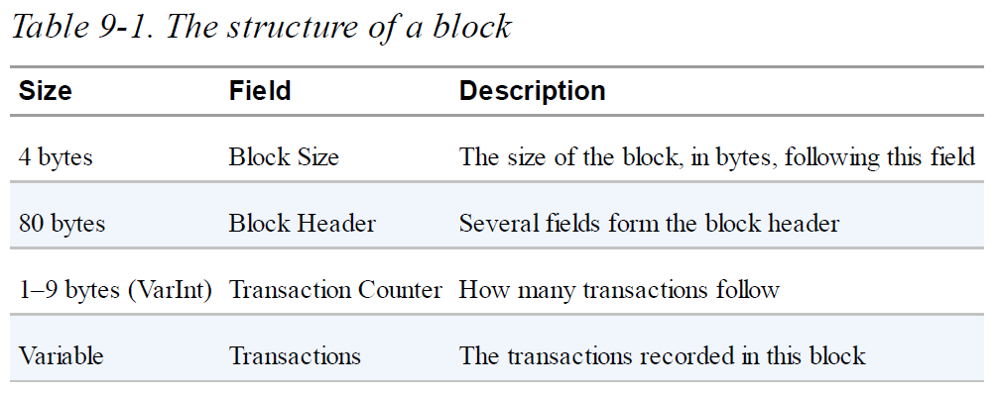 Table 9-1. The structure of a block
Size Field Description
4 bytes Block Size The size of the block, in bytes, following this field
80 bytes Block Header Several fields form the block header
1–9 bytes (VarInt) Transaction Counter How many transactions follow
Variable Transactions The transactions recorded in this block